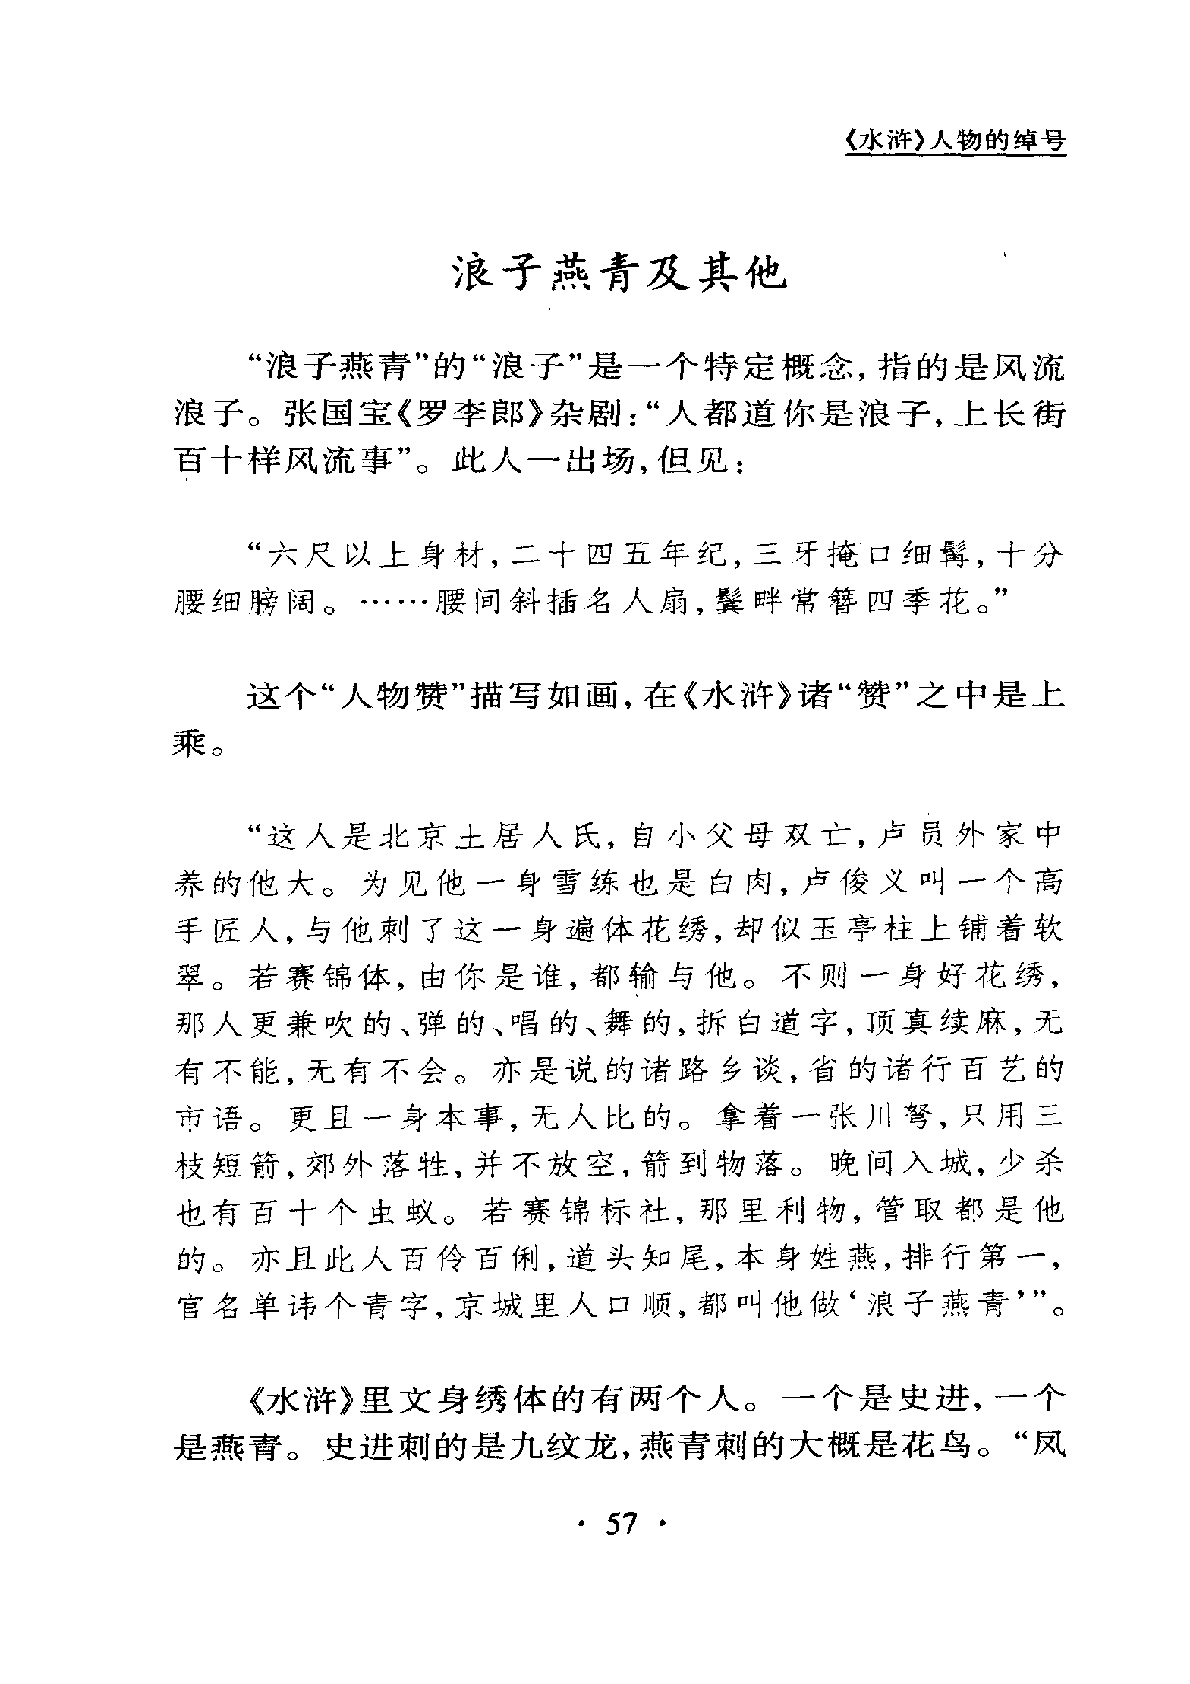 《水浒》人物的绰号
浪子燕青及其他
“浪子燕青”的“浪子”是一个特定概念，指的是风流
浪子。张国宝《罗李郎》杂剧：“人都道你是浪子，上长街
百十样风流事”。此人一出场，但见：
“六尺以上身材，二十四五年纪，三牙掩口细髯，十分
腰细膀阔。……腰间斜插名人扇，鬓畔常簪四季花。”
这个“人物赞”描写如画，在《水浒》诸“赞”之中是上
乘。
“这人是北京土居人氏，自小父母双亡，卢员外家中
养的他大。为见他一身雪练也是白肉，卢俊义叫一个高
手匠人，与他刺了这一身遍体花绣，却似玉亭柱上铺着软
翠。若赛锦体，由你是谁，都输与他。不则一身好花绣，
那人更兼吹的、弹的、唱的、舞的，拆白道字，顶真续麻，无
有不能，无有不会。亦是说的诸路乡谈，省的诸行百艺的
市语。更且一身本事，无人比的。拿着一张川弩，只用三
枝短箭，郊外落牲，并不放空，箭到物落。晚间入城，少杀
也有百十个虫蚁。若赛锦标社，那里利物，管取都是他
的。亦且此人百伶百俐，道头知尾，本身姓燕，排行第一，
官名单讳个青字，京城里人口顺，都叫他做‘浪子燕青’”。
《水浒》里文身绣体的有两个人。一个是史进，一个
是燕青。史进刺的是九纹龙，燕青刺的大概是花鸟。“凤
· 57 ·